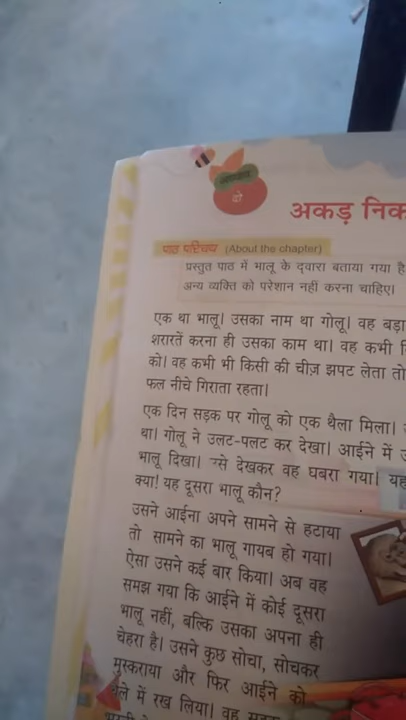 अध्याय
दो
अकड़ निक
पाठ परिचय (About the chapter)
प्रस्तुत पाठ में भालू के द्वारा बताया गया है
अन्य व्यक्ति को परेशान नहीं करना चाहिए।
एक था भालू। उसका नाम था गोलू। वह बड़ा
शरारतें करना ही उसका काम था। वह कभी
को। वह कभी भी किसी की चीज़ झपट लेता तो
फल नीचे गिराता रहता।
एक दिन सड़क पर गोलू को एक थैला मिला।
था। गोलू ने उलट-पलट कर देखा। आईने में
भालू दिखा। उसे देखकर वह घबरा गया। यह
क्या! यह दूसरा भालू कौन?
उसने आईना अपने सामने से हटाया
तो सामने का भालू गायब हो गया।
ऐसा उसने कई बार किया। अब वह
समझ गया कि आईने में कोई दूसरा
भालू नहीं, बल्कि उसका अपना ही
चेहरा है। उसने कुछ सोचा, सोचकर
मुस्कराया और फिर आईने को
थैले में रख लिया। वह